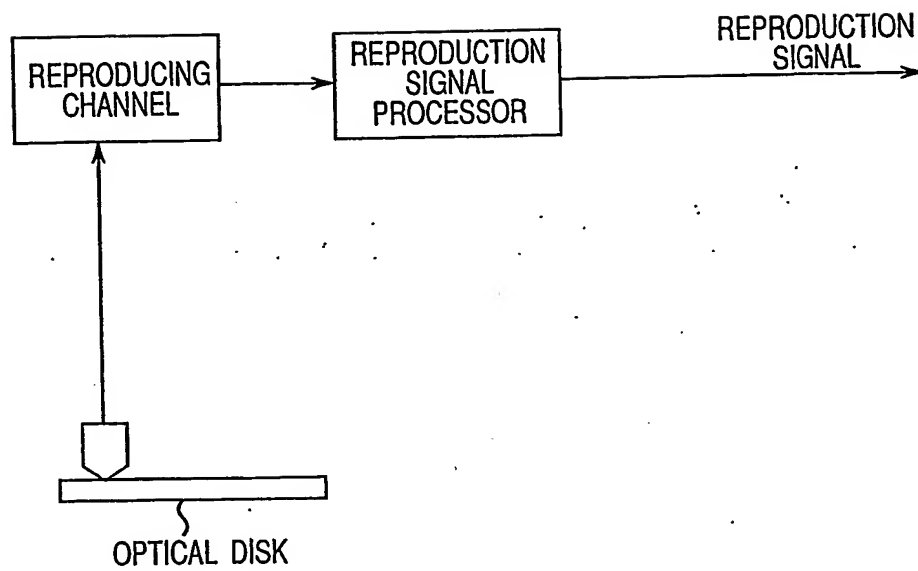 REPRODUCING
CHANNEL
REPRODUCTION
SIGNAL
PROCESSOR
REPRODUCTION
SIGNAL
OPTICAL DISK